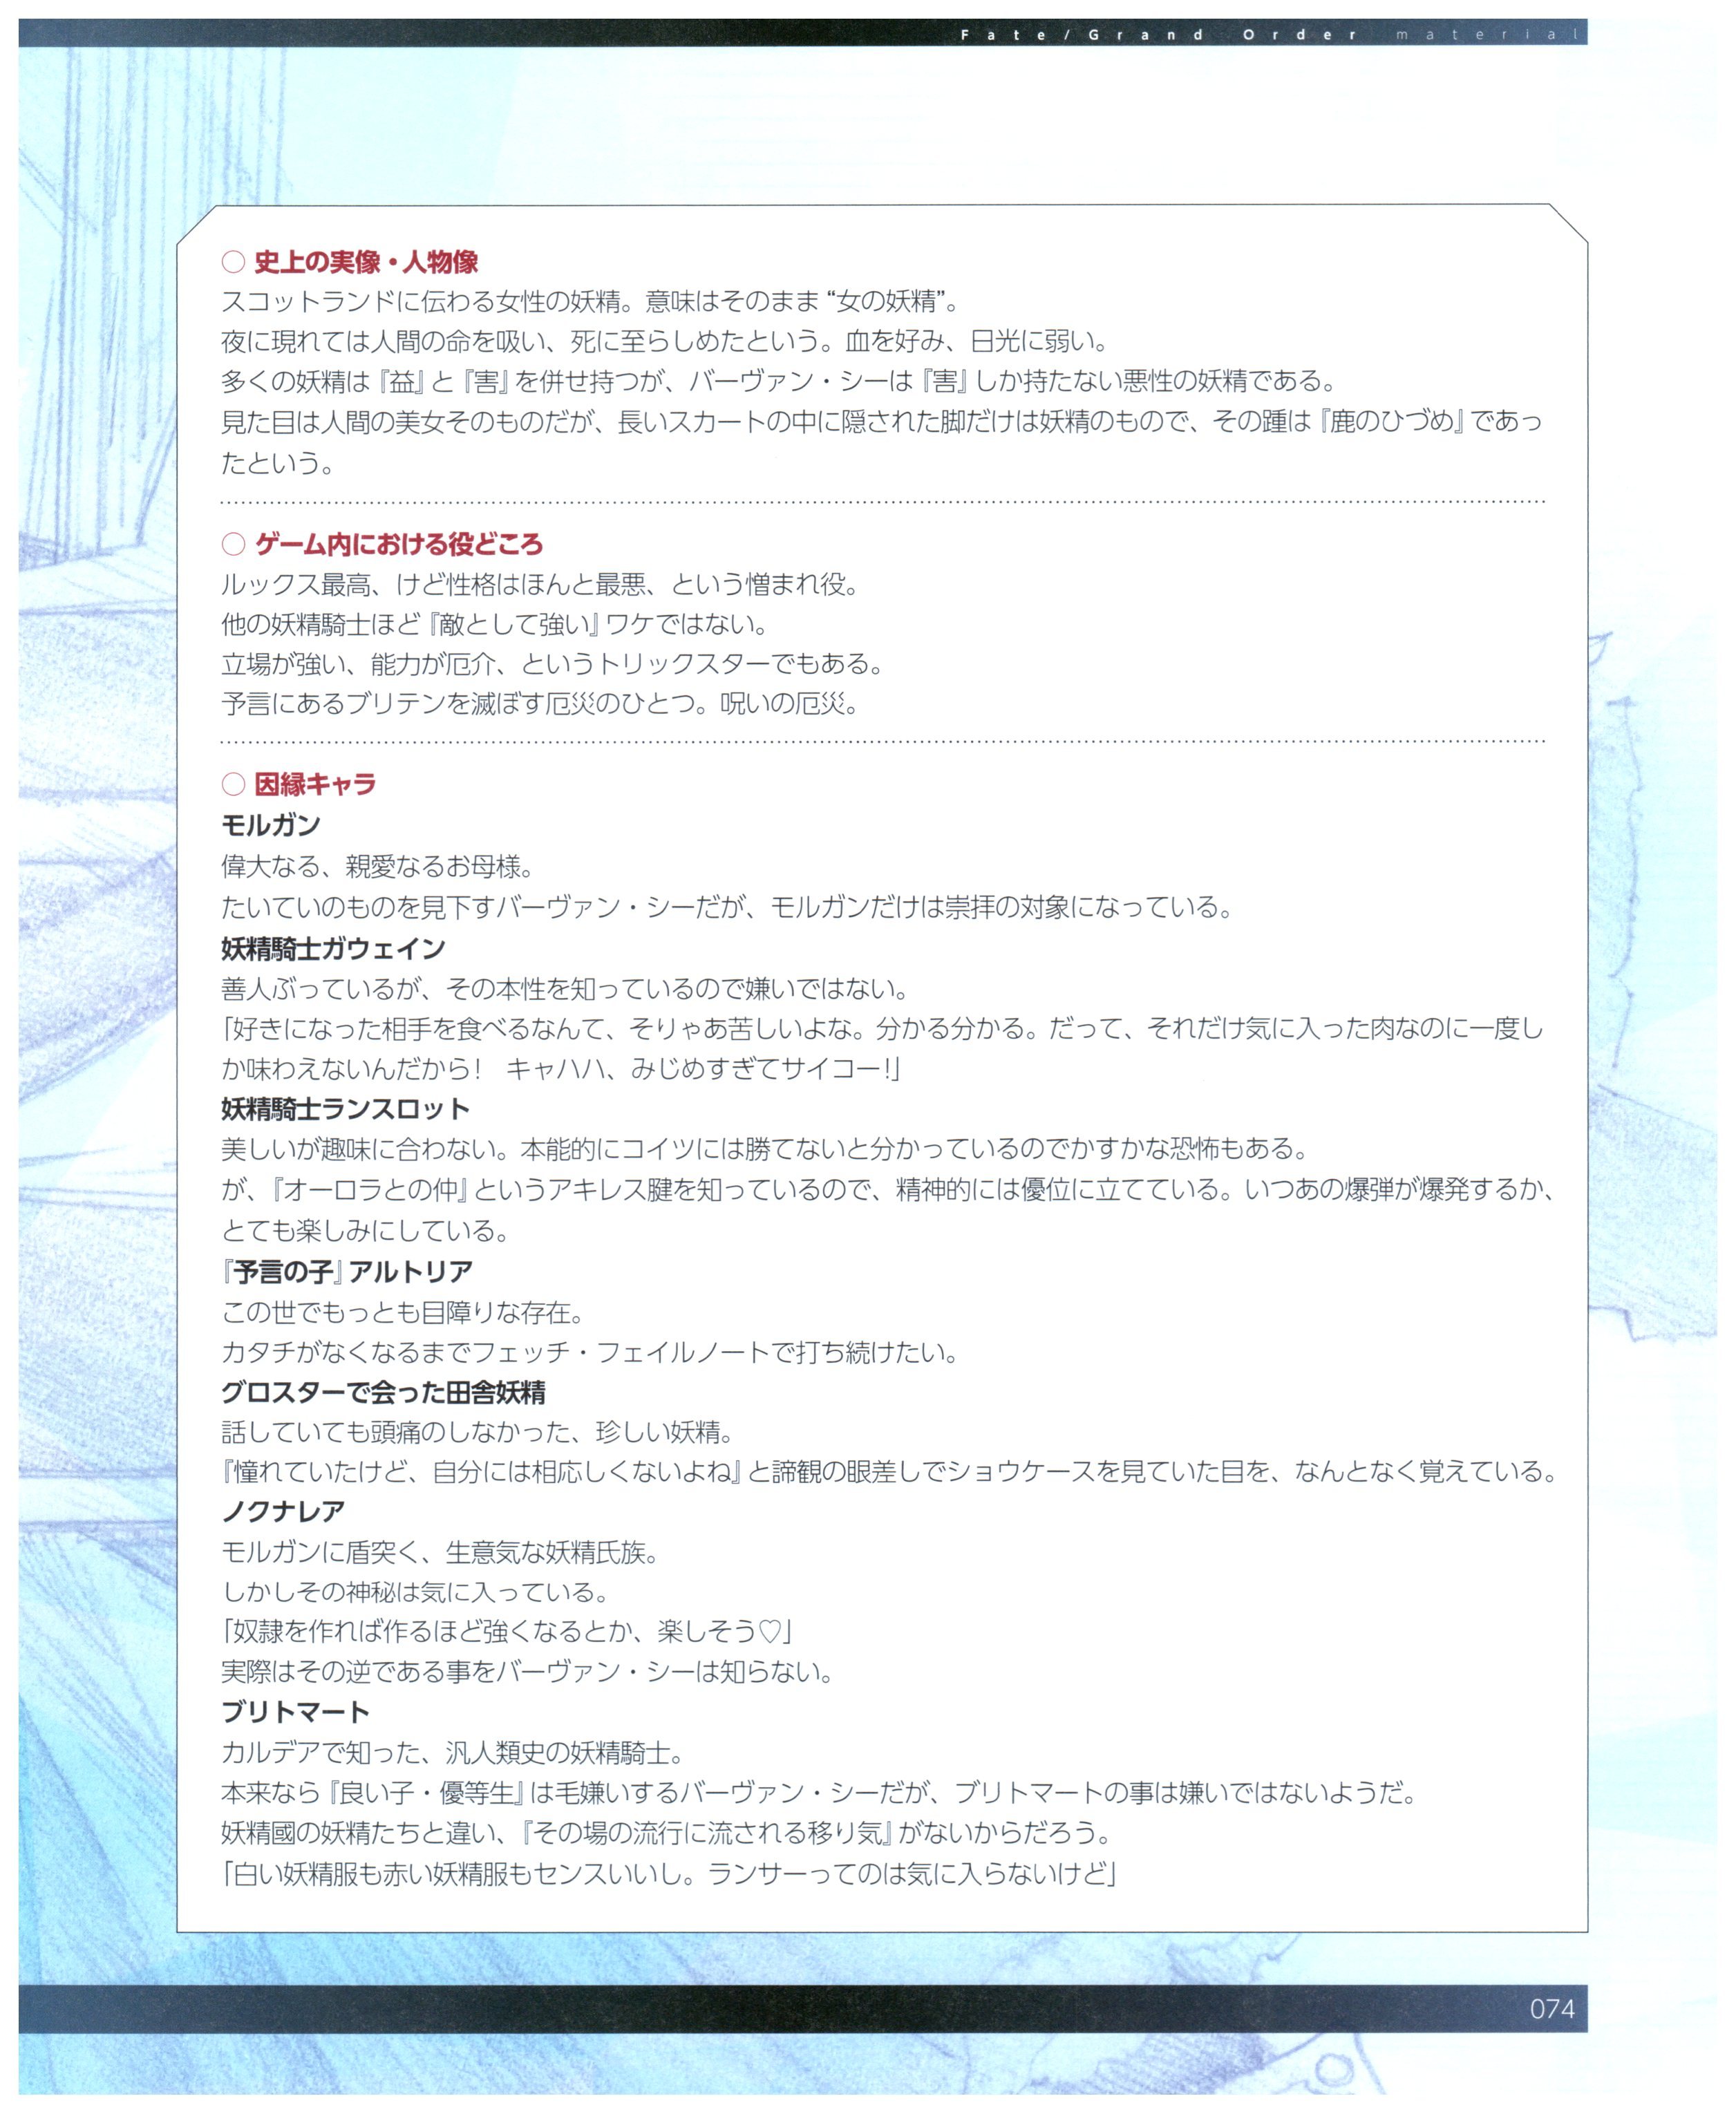 Fate/Grand Order material
○ 史上の実像・人物像
スコットランドに伝わる女性の妖精。意味はそのまま“女の妖精”。
夜に現れては人間の命を吸い、死に至らしめたという。血を好み、日光に弱い。
多くの妖精は『益』と『害』を併せ持つが、バーヴァン・シーは『害』しか持たない悪性の妖精である。
見た目は人間の美女そのものだが、長いスカートの中に隠された脚だけは妖精のもので、その踵は『鹿のひづめ』であっ
たという。
○ ゲーム内における役どころ
ルックス最高、けど性格はほんと最悪、という憎まれ役。
他の妖精騎士ほど『敵として強い』ワケではない。
立場が強い、能力が厄介、というトリックスターでもある。
予言にあるブリテンを滅ぼす厄災のひとつ。呪いの厄災。
○ 因縁キャラ
モルガン
偉大なる、親愛なるお母様。
たいていのものを見下すバーヴァン・シーだが、モルガンだけは崇拝の対象になっている。
妖精騎士ガウェイン
善人ぶっているが、その本性を知っているので嫌いではない。
「好きになった相手を食べるなんて、そりゃあ苦しいよな。分かる分かる。だって、それだけ気に入った肉なのに一度し
か味わえないんだから！　キャハハ、みじめすぎてサイコー！」
妖精騎士ランスロット
美しいが趣味に合わない。本能的にコイツには勝てないと分かっているのでかすかな恐怖もある。
が、『オーロラとの仲』というアキレス腱を知っているので、精神的には優位に立てている。いつあの爆弾が爆発するか、
とても楽しみにしている。
『予言の子』アルトリア
この世でもっとも目障りな存在。
カタチがなくなるまでフェッチ・フェイルノートで打ち続けたい。
グロスターで会った田舎妖精
話していても頭痛のしなかった、珍しい妖精。
『憧れていたけど、自分には相応しくないよね』と諦観の眼差しでショウケースを見ていた目を、なんとなく覚えている。
ノクナレア
モルガンに盾突く、生意気な妖精氏族。
しかしその神秘は気に入っている。
「奴隷を作れば作るほど強くなるとか、楽しそう♡」
実際はその逆である事をバーヴァン・シーは知らない。
ブリトマート
カルデアで知った、汎人類史の妖精騎士。
本来なら『良い子・優等生』は毛嫌いするバーヴァン・シーだが、ブリトマートの事は嫌いではないようだ。
妖精國の妖精たちと違い、『その場の流行に流される移り気』がないからだろう。
「白い妖精服も赤い妖精服もセンスいいし。ランサーってのは気に入らないけど」
074